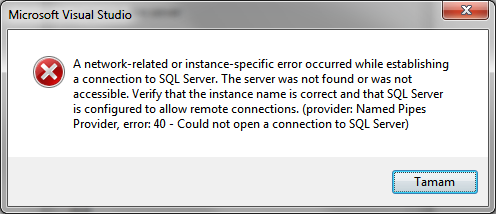 Microsoft Visual Studio
A network-related or instance-specific error occurred while establishing
a connection to SQL Server. The server was not found or was not
accessible. Verify that the instance name is correct and that SQL Server
is configured to allow remote connections. (provider: Named Pipes
Provider, error: 40 - Could not open a connection to SQL Server)
Tamam